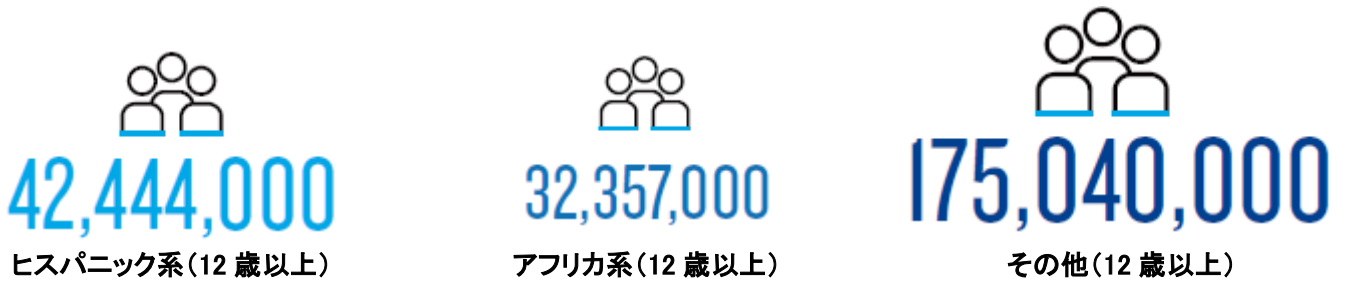 42,444,000
ヒスパニック系（12 歳以上）
32,357,000
アフリカ系（12 歳以上）
175,040,000
その他（12 歳以上）